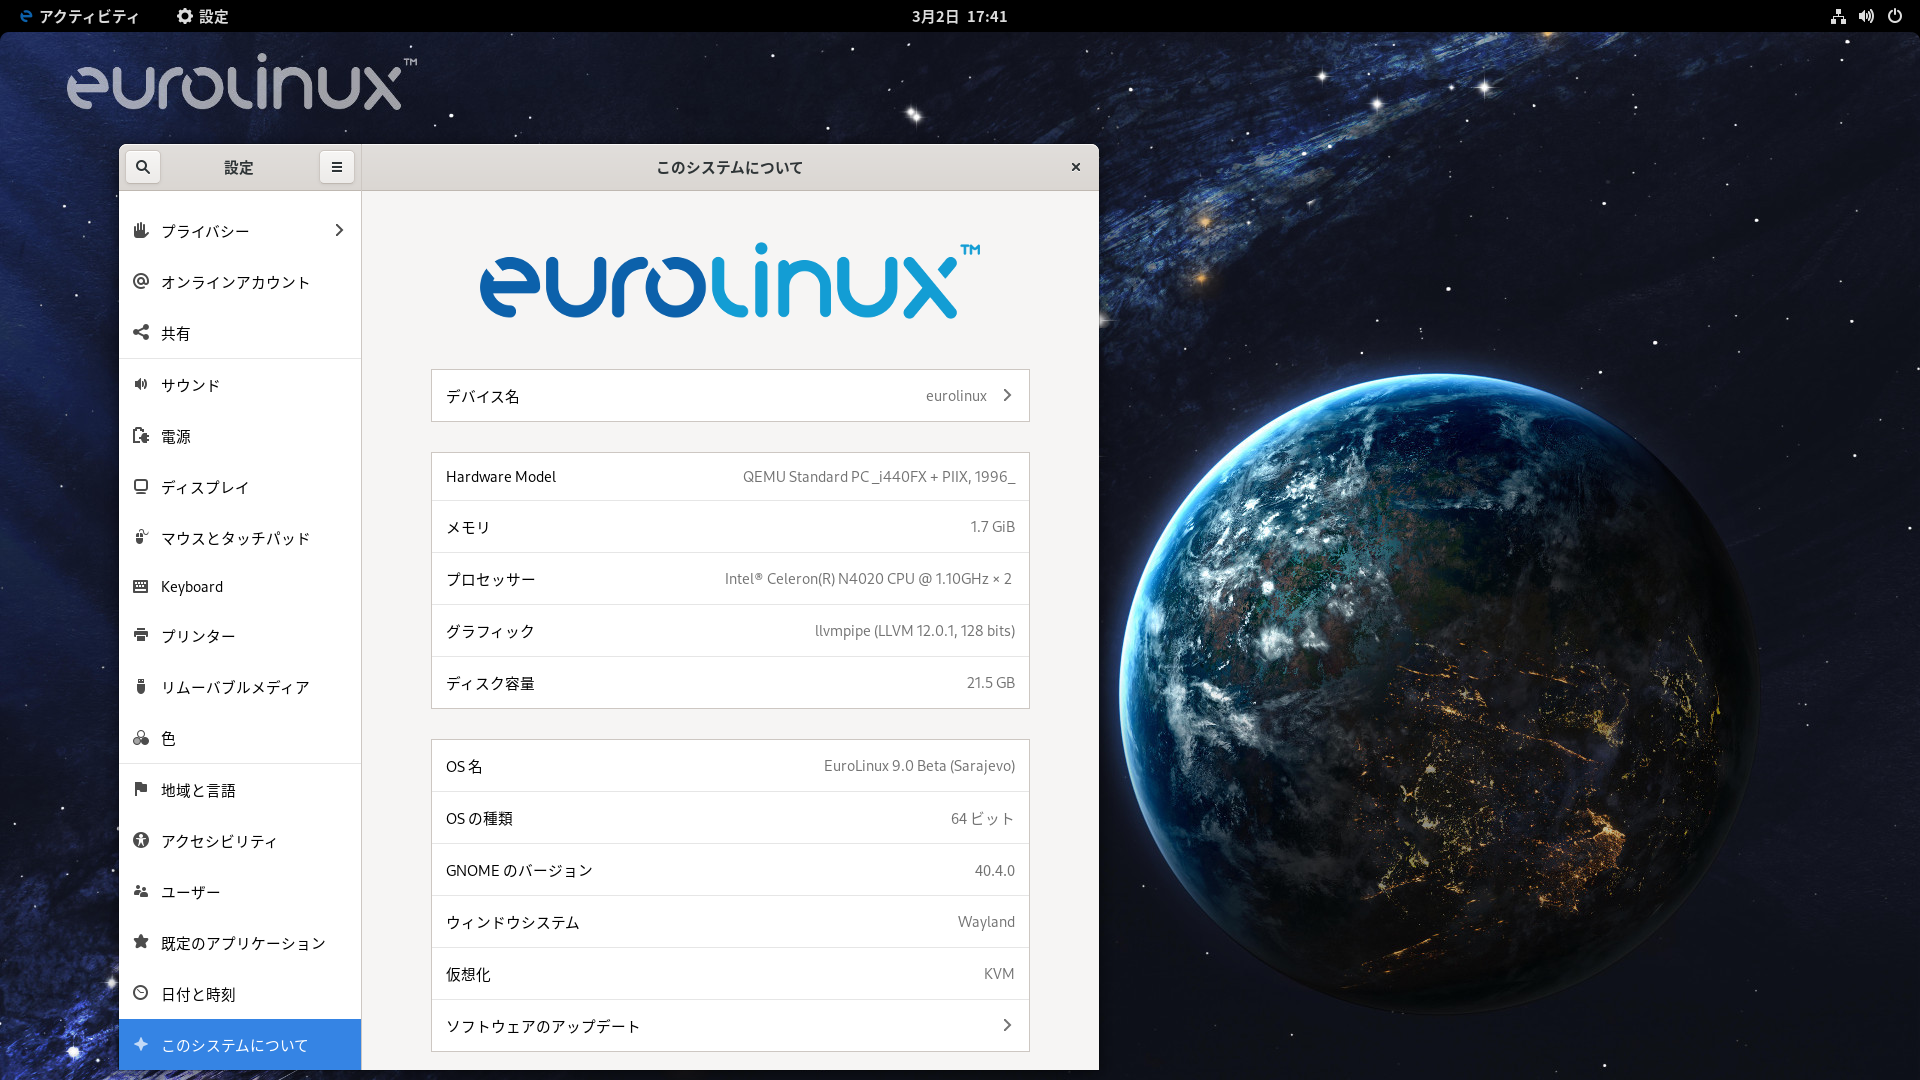 アクティビティ
設定
3月2日 17:41
eurolinux™
設定
このシステムについて
プライバシー
オンラインアカウント
共有
サウンド
電源
ディスプレイ
マウスとタッチパッド
Keyboard
プリンター
リムーバブルメディア
色
地域と言語
アクセシビリティ
ユーザー
既定のアプリケーション
日付と時刻
このシステムについて
eurolinux™
デバイス名 eurolinux
Hardware Model QEMU Standard PC _i440FX + PIIX, 1996_
メモリ 1.7 GiB
プロセッサー Intel® Celeron(R) N4020 CPU @ 1.10GHz × 2
グラフィック llvmpipe (LLVM 12.0.1, 128 bits)
ディスク容量 21.5 GB
OS 名 EuroLinux 9.0 Beta (Sarajevo)
OS の種類 64 ビット
GNOME のバージョン 40.4.0
ウィンドウシステム Wayland
仮想化 KVM
ソフトウェアのアップデート